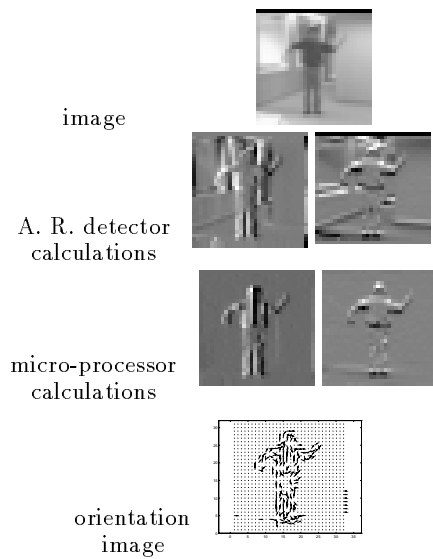 image
A. R. detector
calculations
micro-processor
calculations
orientation
image